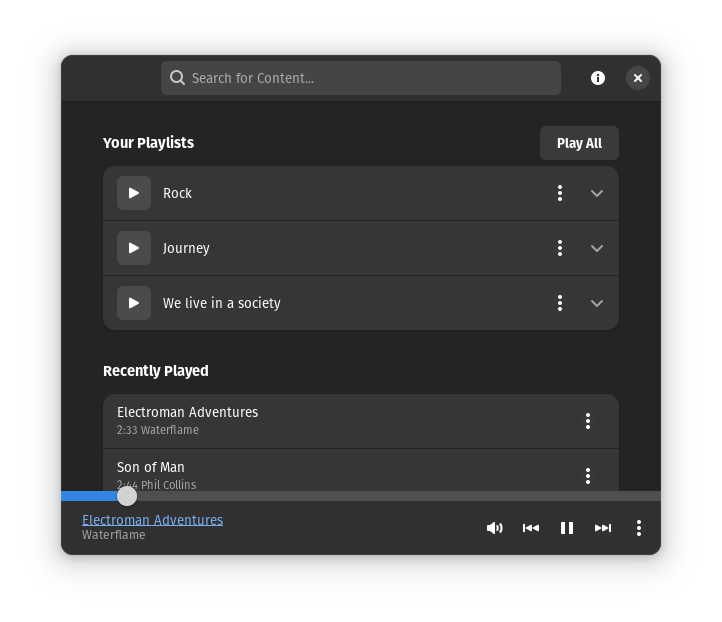 Search for Content...
Your Playlists
Play All
Rock
Journey
We live in a society
Recently Played
Electroman Adventures
2:33 Waterflame
Son of Man
2:44 Phil Collins
Electroman Adventures
Waterflame